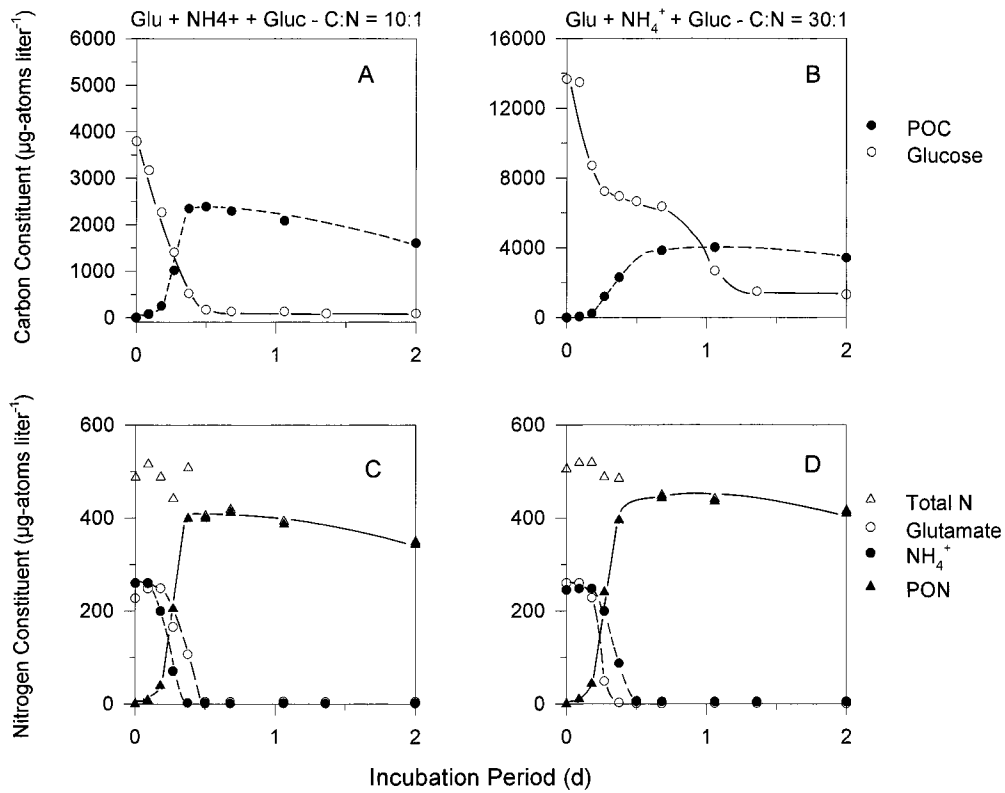 Glu + NH4+ + Gluc - C:N = 10:1
Glu + NH₄⁺ + Gluc - C:N = 30:1
Carbon Constituent (µg-atoms liter⁻¹)
6000
5000
4000
3000
2000
1000
0
A
0
1
2
16000
12000
8000
4000
0
B
0
1
2
POC
Glucose
Nitrogen Constituent (µg-atoms liter⁻¹)
600
400
200
0
C
0
1
2
600
400
200
0
D
0
1
2
Total N
Glutamate
NH₄⁺
PON
Incubation Period (d)